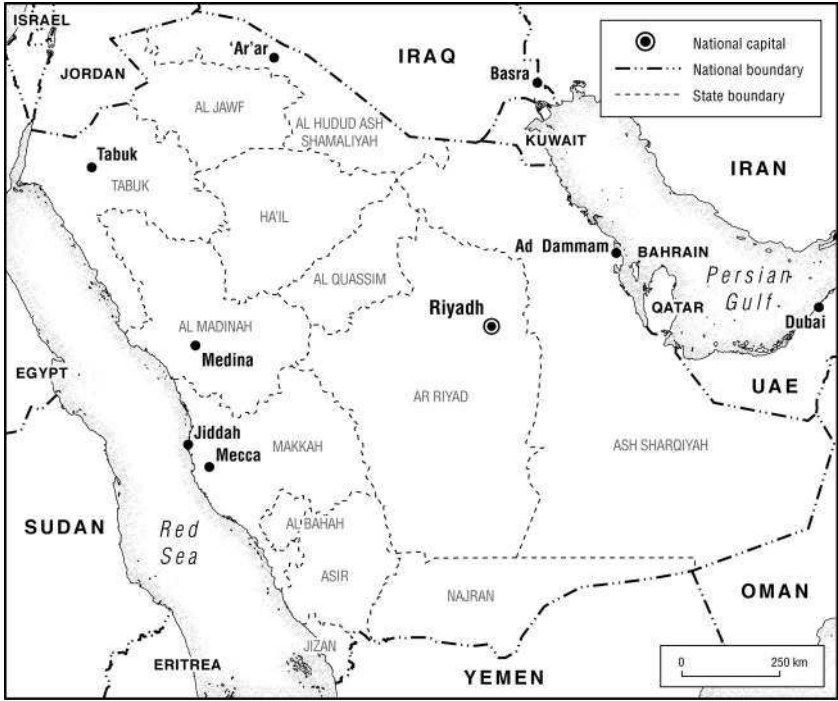 ISRAEL
JORDAN
'Ar'ar
IRAQ
Basra
National capital
National boundary
State boundary
AL JAWF
AL HUDUD ASH
SHAMALIYAH
KUWAIT
IRAN
Tabuk
TABUK
HA'IL
AL QUASSIM
Ad Dammam
BAHRAIN
Persian
Gulf
QATAR
Dubai
Riyadh
AL MADINAH
Medina
EGYPT
UAE
AR RIYAD
Jiddah
Mecca
MAKKAH
ASH SHARQIYAH
SUDAN
Red
Sea
AL BAHAH
ASIR
NAJRAN
OMAN
JIZAN
ERITREA
YEMEN
0 250 km